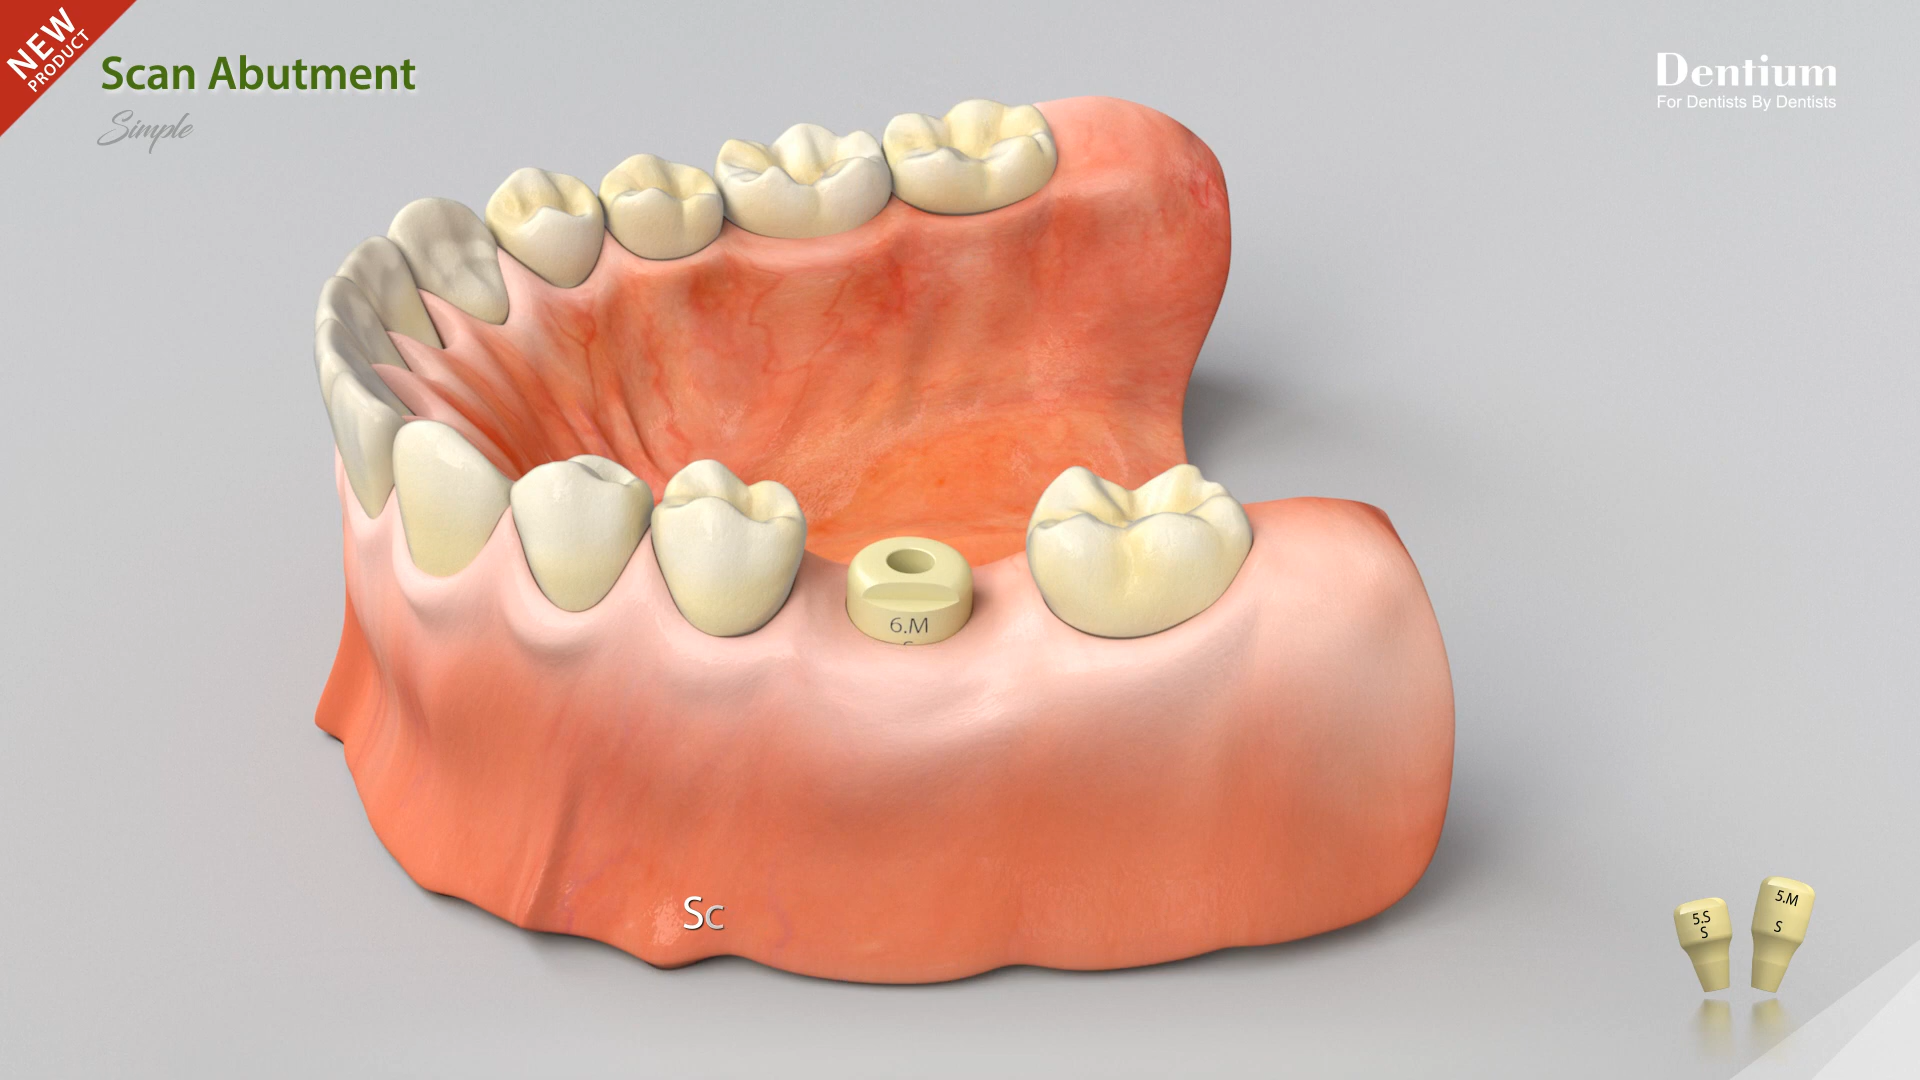 NEW
PRODUCT
Scan Abutment
Simple
Dentium
For Dentists By Dentists
6.M
Sc
5.S
S
5.M
S